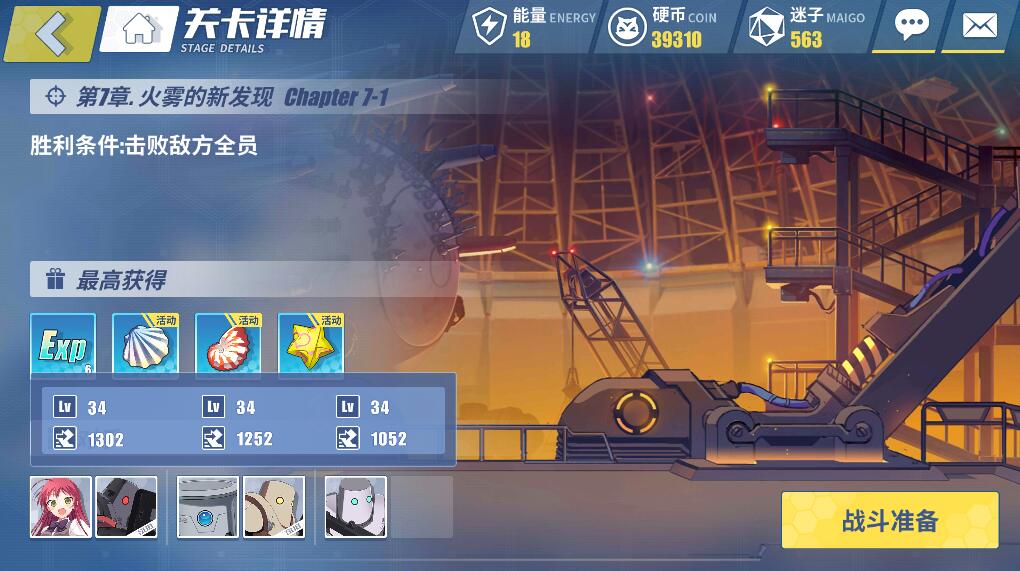 关卡详情
STAGE DETAILS
能量 ENERGY
18
硬币 COIN
39310
迷子 MAIGO
563
第7章.火雾的新发现 Chapter 7-1
胜利条件:击败敌方全员
最高获得
Exp
6
活动
活动
活动
Lv 34
Lv 34
Lv 34
1302
1252
1052
战斗准备